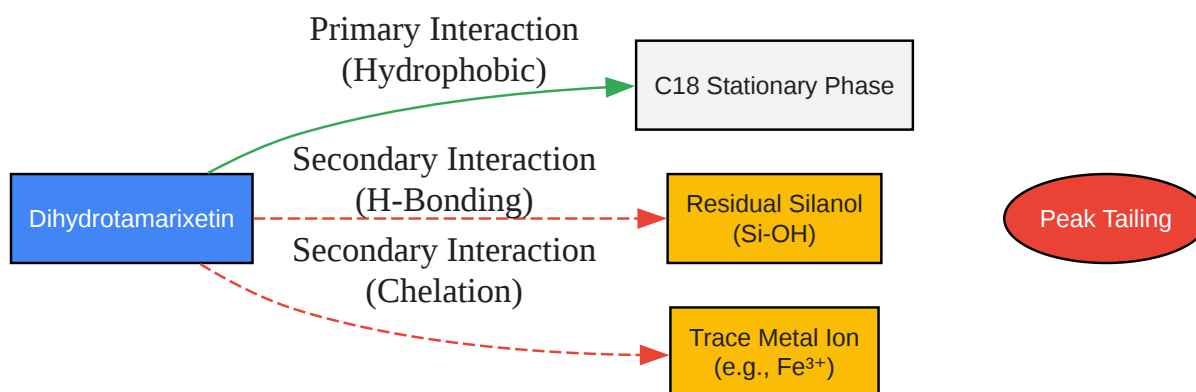 Primary Interaction
(Hydrophobic)
C18 Stationary Phase
Dihydrotamarixetin
Secondary Interaction
(H-Bonding)
Residual Silanol
(Si-OH)
Peak Tailing
Secondary Interaction
(Chelation)
Trace Metal Ion
(e.g., Fe³⁺)